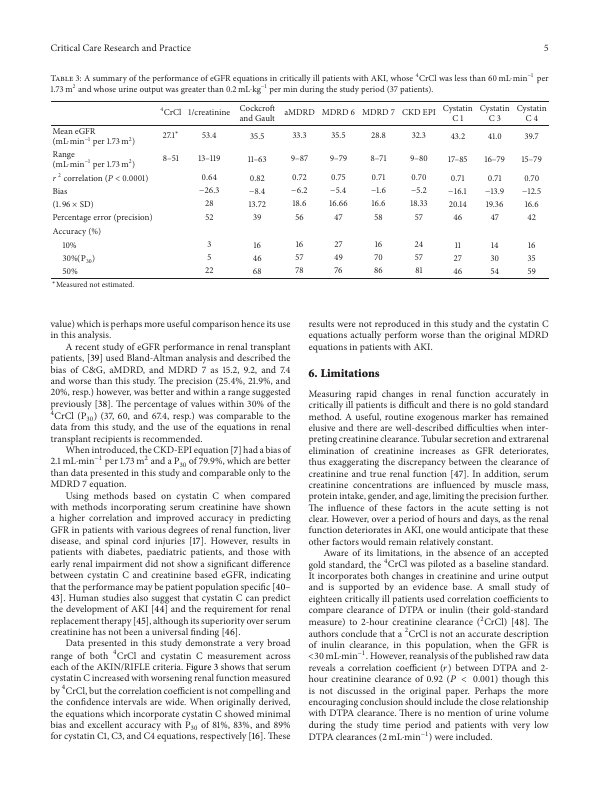 Critical Care Research and Practice 5
Table 3: A summary of the performance of eGFR equations in critically ill patients with AKI, whose ⁴CrCl was less than 60 mL·min⁻¹ per
1.73 m² and whose urine output was greater than 0.2 mL·kg⁻¹ per min during the study period (37 patients).
⁴CrCl 1/creatinine Cockcroft and Gault aMDRD MDRD 6 MDRD 7 CKD EPI Cystatin C 1 Cystatin C 3 Cystatin C 4
Mean eGFR
(mL·min⁻¹ per 1.73 m²) 27.1* 53.4 35.5 33.3 35.5 28.8 32.3 43.2 41.0 39.7
Range
(mL·min⁻¹ per 1.73 m²) 8–51 13–119 11–63 9–87 9–79 8–71 9–80 17–85 16–79 15–79
r² correlation (P < 0.0001) 0.64 0.82 0.72 0.75 0.71 0.70 0.71 0.71 0.70
Bias −26.3 −8.4 −6.2 −5.4 −1.6 −5.2 −16.1 −13.9 −12.5
(1.96 × SD) 28 13.72 18.6 16.66 16.6 18.33 20.14 19.36 16.6
Percentage error (precision) 52 39 56 47 58 57 46 47 42
Accuracy (%)
10% 3 16 16 27 16 24 11 14 16
30%(P₃₀) 5 46 57 49 70 57 27 30 35
50% 22 68 78 76 86 81 46 54 59
*Measured not estimated.
value) which is perhaps more useful comparison hence its use
in this analysis.
A recent study of eGFR performance in renal transplant
patients, [39] used Bland-Altman analysis and described the
bias of C&G, aMDRD, and MDRD 7 as 15.2, 9.2, and 7.4
and worse than this study. The precision (25.4%, 21.9%, and
20%, resp.) however, was better and within a range suggested
previously [38]. The percentage of values within 30% of the
⁴CrCl (P₃₀) (37, 60, and 67.4, resp.) was comparable to the
data from this study, and the use of the equations in renal
transplant recipients is recommended.
When introduced, the CKD-EPI equation [7] had a bias of
2.1 mL·min⁻¹ per 1.73 m² and a P₃₀ of 79.9%, which are better
than data presented in this study and comparable only to the
MDRD 7 equation.
Using methods based on cystatin C when compared
with methods incorporating serum creatinine have shown
a higher correlation and improved accuracy in predicting
GFR in patients with various degrees of renal function, liver
disease, and spinal cord injuries [17]. However, results in
patients with diabetes, paediatric patients, and those with
early renal impairment did not show a significant difference
between cystatin C and creatinine based eGFR, indicating
that the performance may be patient population specific [40–
43]. Human studies also suggest that cystatin C can predict
the development of AKI [44] and the requirement for renal
replacement therapy [45], although its superiority over serum
creatinine has not been a universal finding [46].
Data presented in this study demonstrate a very broad
range of both ⁴CrCl and cystatin C measurement across
each of the AKIN/RIFLE criteria. Figure 3 shows that serum
cystatin C increased with worsening renal function measured
by ⁴CrCl, but the correlation coefficient is not compelling and
the confidence intervals are wide. When originally derived,
the equations which incorporate cystatin C showed minimal
bias and excellent accuracy with P₃₀ of 81%, 83%, and 89%
for cystatin C1, C3, and C4 equations, respectively [16]. These
results were not reproduced in this study and the cystatin C
equations actually perform worse than the original MDRD
equations in patients with AKI.
6. Limitations
Measuring rapid changes in renal function accurately in
critically ill patients is difficult and there is no gold standard
method. A useful, routine exogenous marker has remained
elusive and there are well-described difficulties when inter-
preting creatinine clearance. Tubular secretion and extrarenal
elimination of creatinine increases as GFR deteriorates,
thus exaggerating the discrepancy between the clearance of
creatinine and true renal function [47]. In addition, serum
creatinine concentrations are influenced by muscle mass,
protein intake, gender, and age, limiting the precision further.
The influence of these factors in the acute setting is not
clear. However, over a period of hours and days, as the renal
function deteriorates in AKI, one would anticipate that these
other factors would remain relatively constant.
Aware of its limitations, in the absence of an accepted
gold standard, the ⁴CrCl was piloted as a baseline standard.
It incorporates both changes in creatinine and urine output
and is supported by an evidence base. A small study of
eighteen critically ill patients used correlation coefficients to
compare clearance of DTPA or inulin (their gold-standard
measure) to 2-hour creatinine clearance (²CrCl) [48]. The
authors conclude that a ²CrCl is not an accurate description
of inulin clearance, in this population, when the GFR is
<30 mL·min⁻¹. However, reanalysis of the published raw data
reveals a correlation coefficient (r) between DTPA and 2-
hour creatinine clearance of 0.92 (P < 0.001) though this
is not discussed in the original paper. Perhaps the more
encouraging conclusion should include the close relationship
with DTPA clearance. There is no mention of urine volume
during the study time period and patients with very low
DTPA clearances (2 mL·min⁻¹) were included.